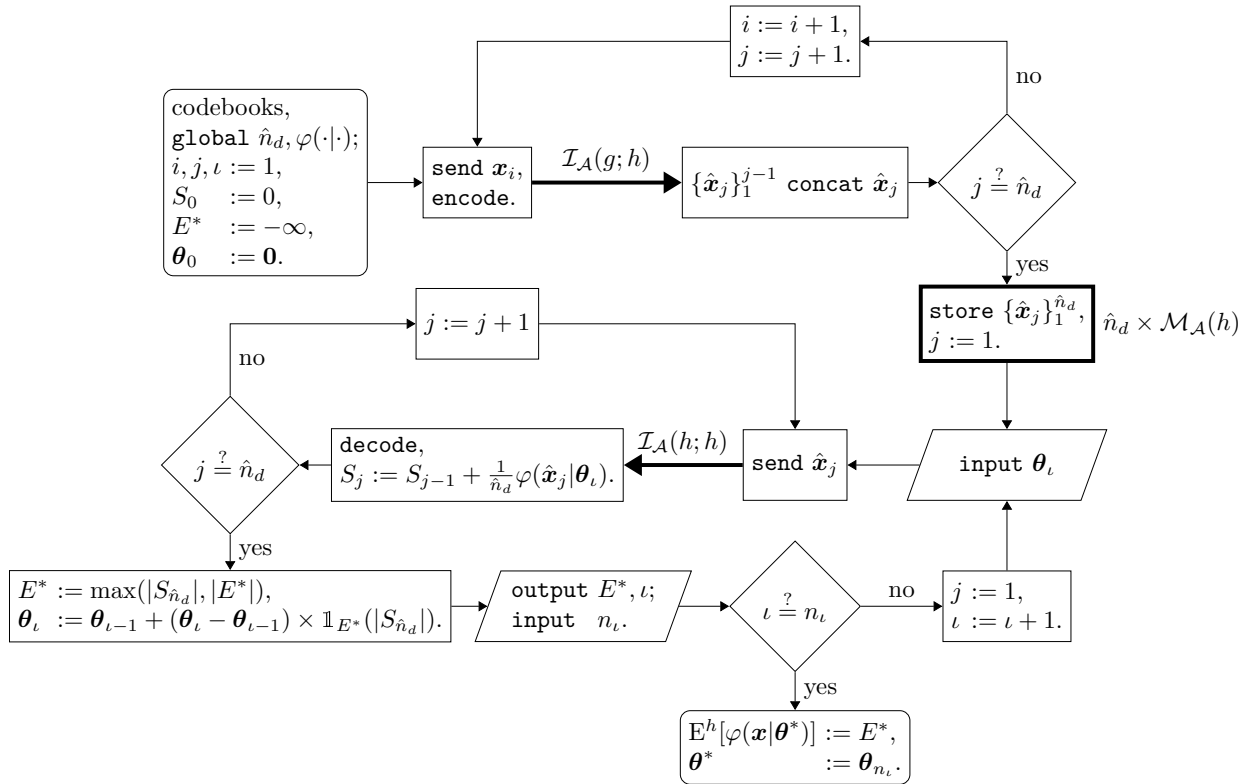 i := i + 1,
j := j + 1.
no
codebooks,
global n̂_d, φ(·|·);
i, j, ι := 1,
S_0 := 0,
E* := −∞,
θ_0 := 0.
send x_i,
encode.
I_A(g; h)
{x̂_j}_1^{j−1} concat x̂_j
j ≟ n̂_d
yes
store {x̂_j}_1^{n̂_d},
j := 1.
n̂_d × M_A(h)
j := j + 1
no
j ≟ n̂_d
decode,
S_j := S_{j−1} + 1/n̂_d φ(x̂_j|θ_ι).
I_A(h; h)
send x̂_j
input θ_ι
yes
E* := max(|S_{n̂_d}|, |E*|),
θ_ι := θ_{ι−1} + (θ_ι − θ_{ι−1}) × 𝟙_{E*}(|S_{n̂_d}|).
output E*, ι;
input n_ι.
ι ≟ n_ι
no
j := 1,
ι := ι + 1.
yes
E^h[φ(x|θ*)] := E*,
θ* := θ_{n_ι}.